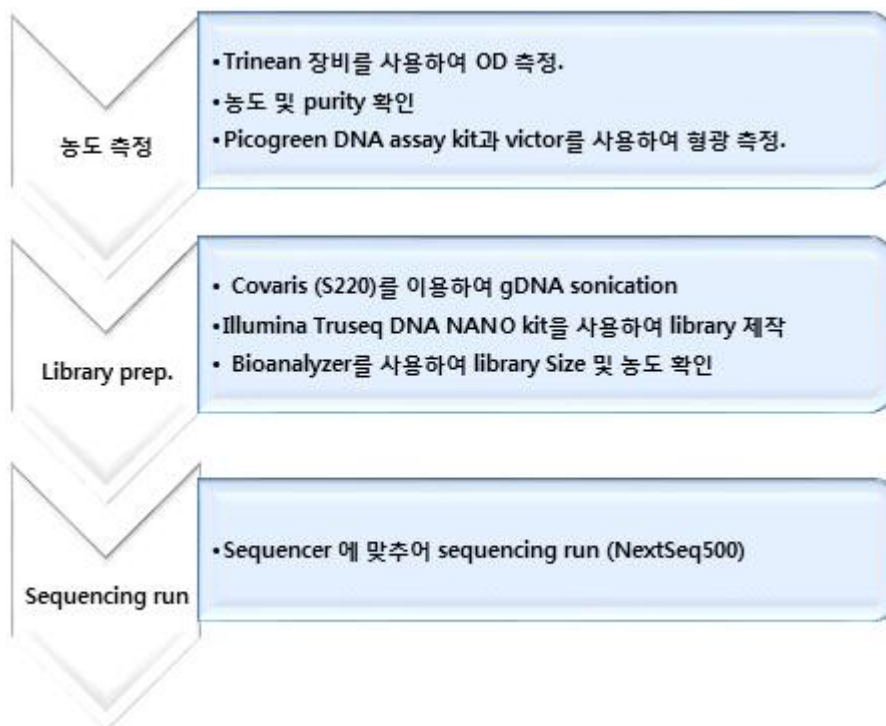 농도 측정
•Trinean 장비를 사용하여 OD 측정.
•농도 및 purity 확인
•Picogreen DNA assay kit과 victor를 사용하여 형광 측정.
Library prep.
• Covaris (S220)를 이용하여 gDNA sonication
•Illumina Truseq DNA NANO kit을 사용하여 library 제작
• Bioanalyzer를 사용하여 library Size 및 농도 확인
Sequencing run
•Sequencer 에 맞추어 sequencing run (NextSeq500)